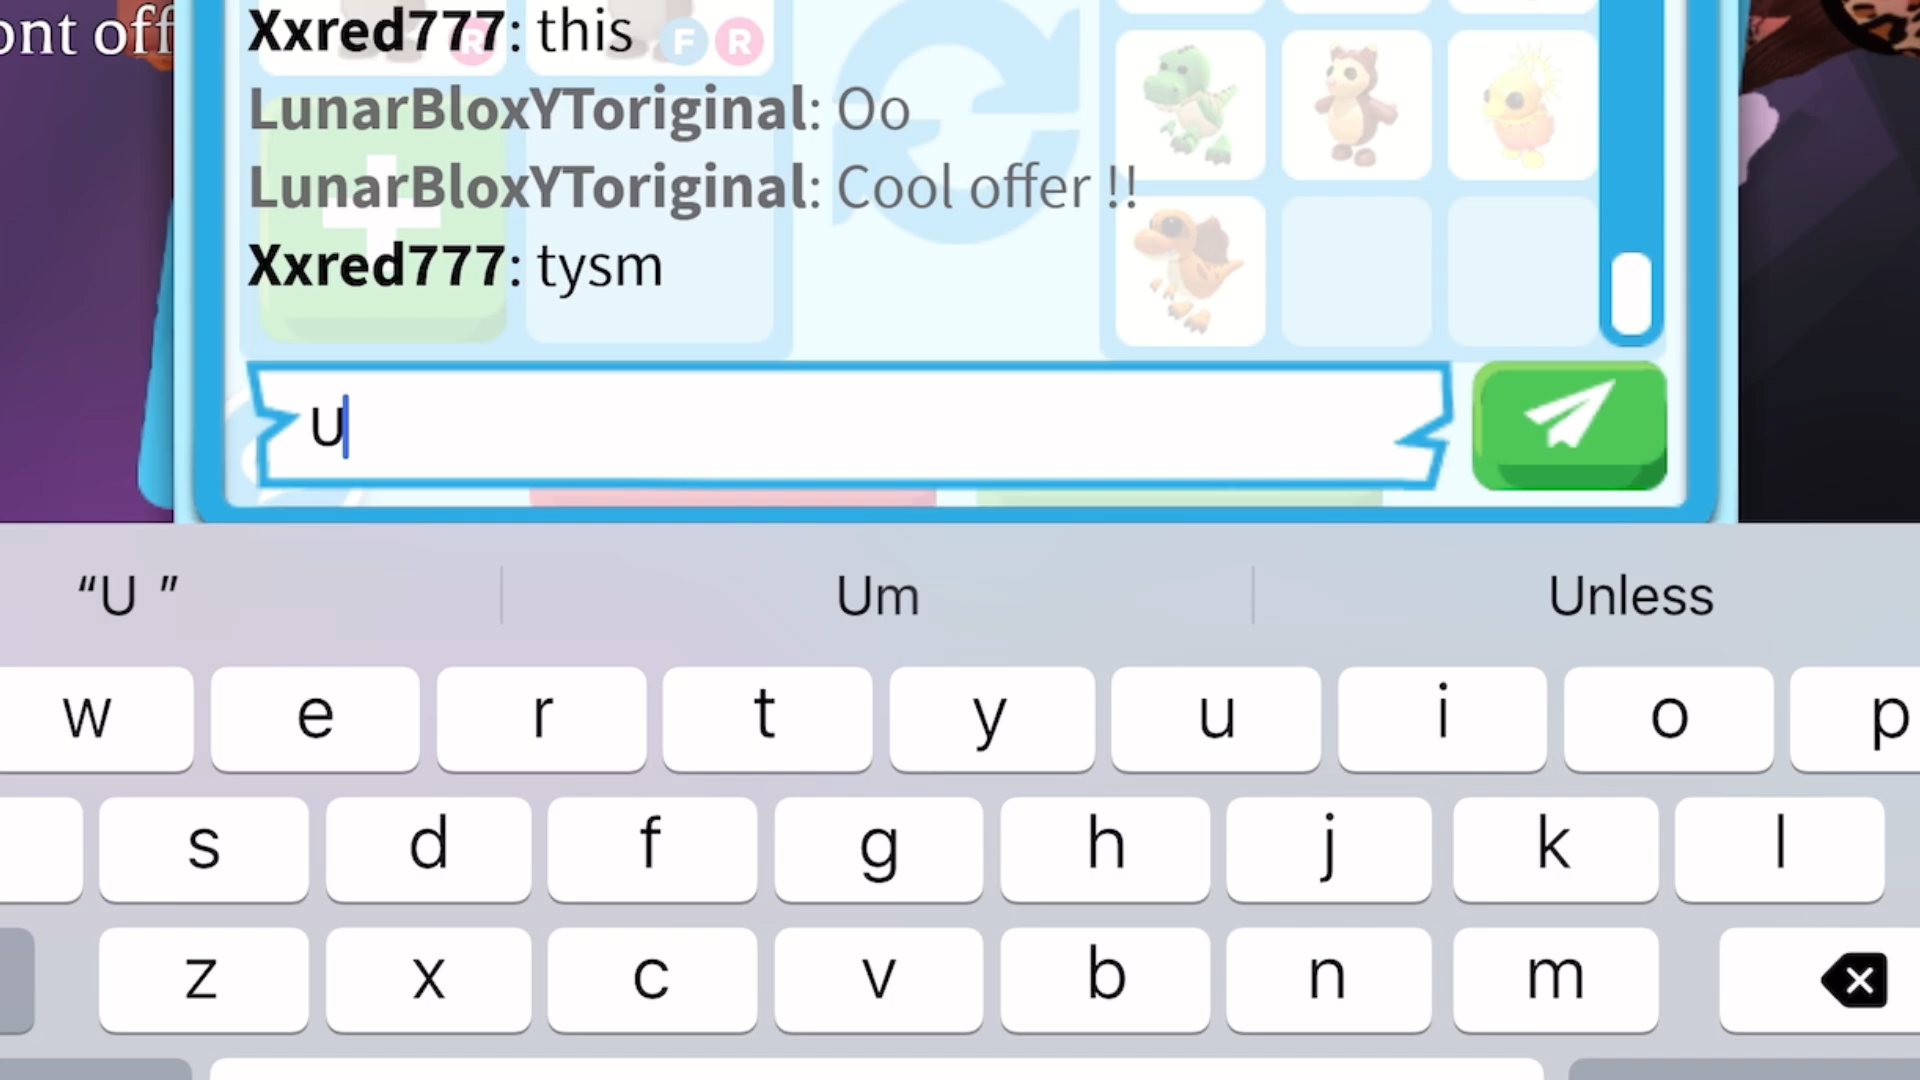 ont off
Xxred777: this
R F R
LunarBloxYToriginal: Oo
LunarBloxYToriginal: Cool offer !!
Xxred777: tysm
U
“U ” Um Unless
w e r t y u i o p
s d f g h j k l
z x c v b n m